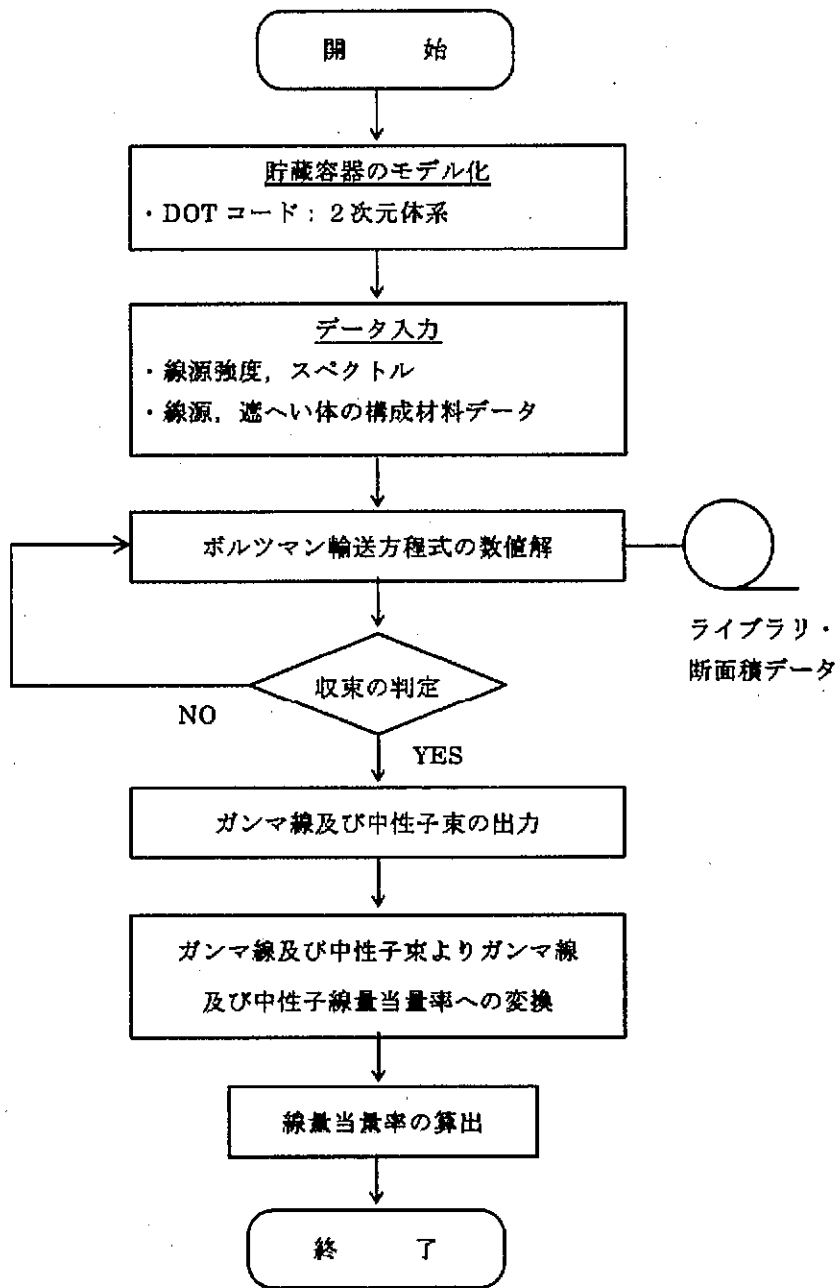 開 始
貯蔵容器のモデル化
・DOTコード：2次元体系
データ入力
・線源強度，スペクトル
・線源，遮へい体の構成材料データ
ボルツマン輸送方程式の数値解
ライブラリ・
断面積データ
収束の判定
NO
YES
ガンマ線及び中性子束の出力
ガンマ線及び中性子束よりガンマ線
及び中性子線量当量率への変換
線量当量率の算出
終 了